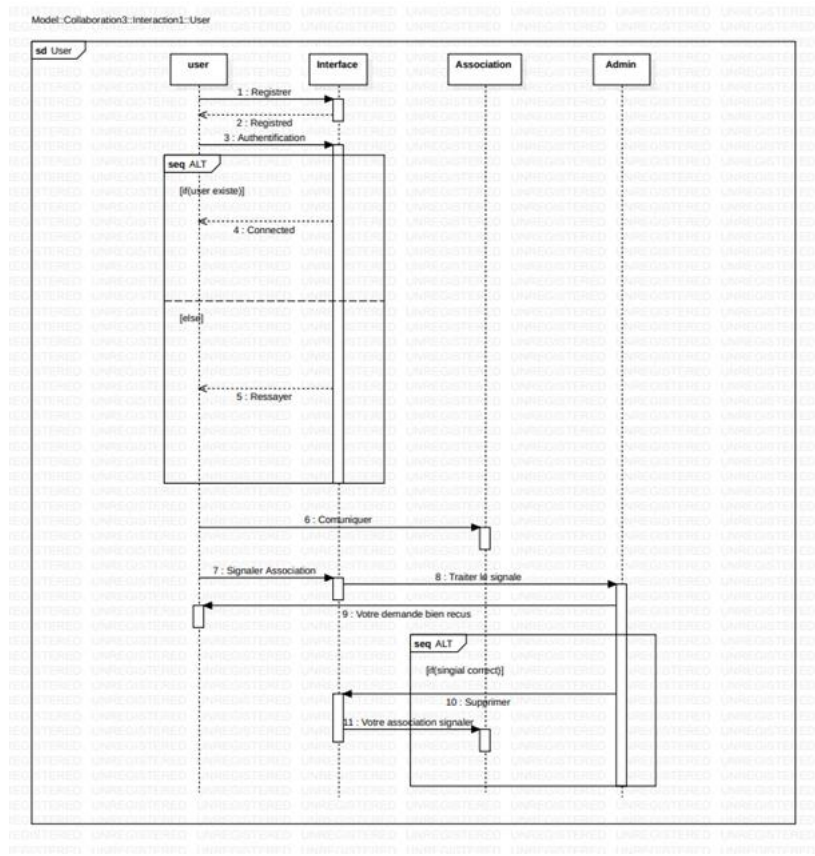 Model::Collaboration3::Interaction1::User
sd User
user
Interface
Association
Admin
1 : Registrer
2 : Registred
3 : Authentification
seq ALT
[if(user existe)]
4 : Connected
[else]
5 : Ressayer
6 : Comuniquer
7 : Signaler Association
8 : Traiter le signale
9 : Votre demande bien recus
seq ALT
[if(singial correct)]
10 : Supprimer
11 : Votre association signaler
UNREGISTERED